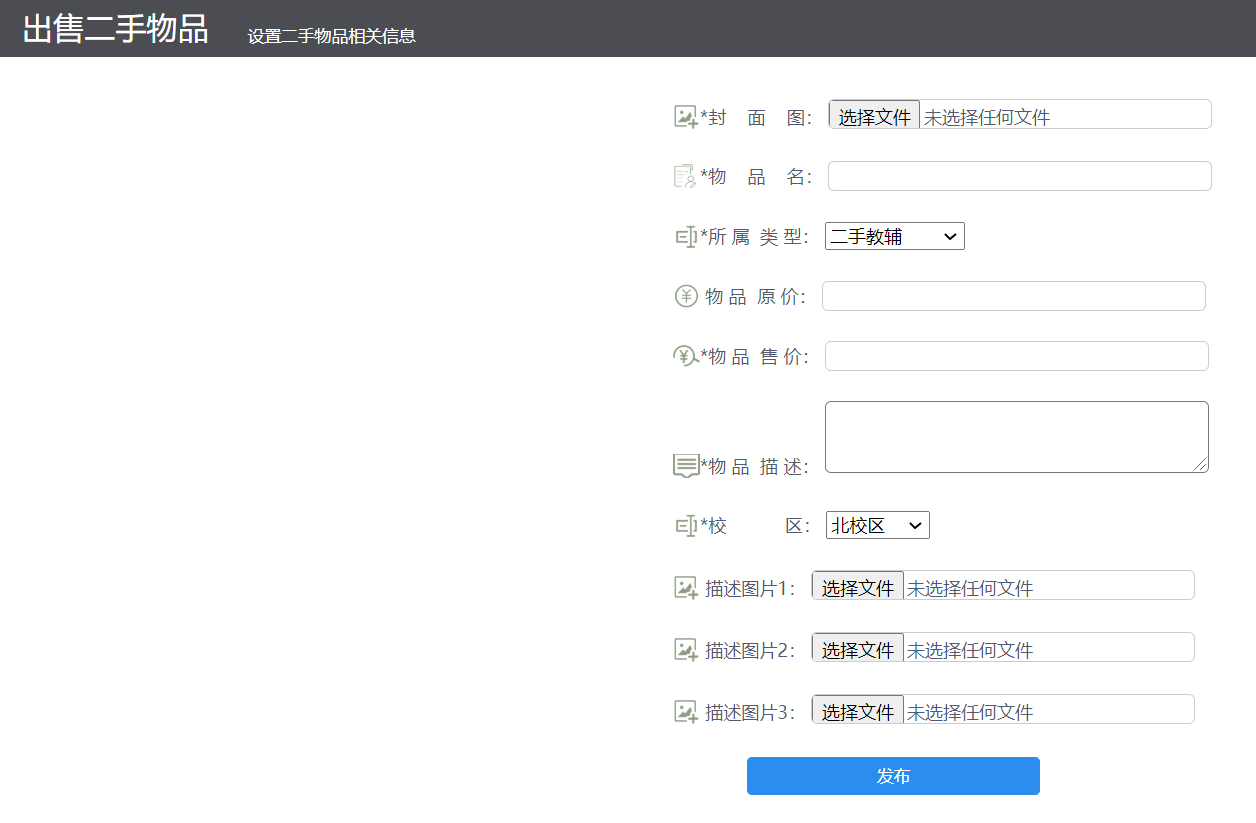 出售二手物品 设置二手物品相关信息
*封 面 图： 选择文件 未选择任何文件
*物 品 名：
*所 属 类 型： 二手教辅
物 品 原 价：
*物 品 售 价：
*物 品 描 述：
*校 区： 北校区
描述图片1： 选择文件 未选择任何文件
描述图片2： 选择文件 未选择任何文件
描述图片3： 选择文件 未选择任何文件
发布